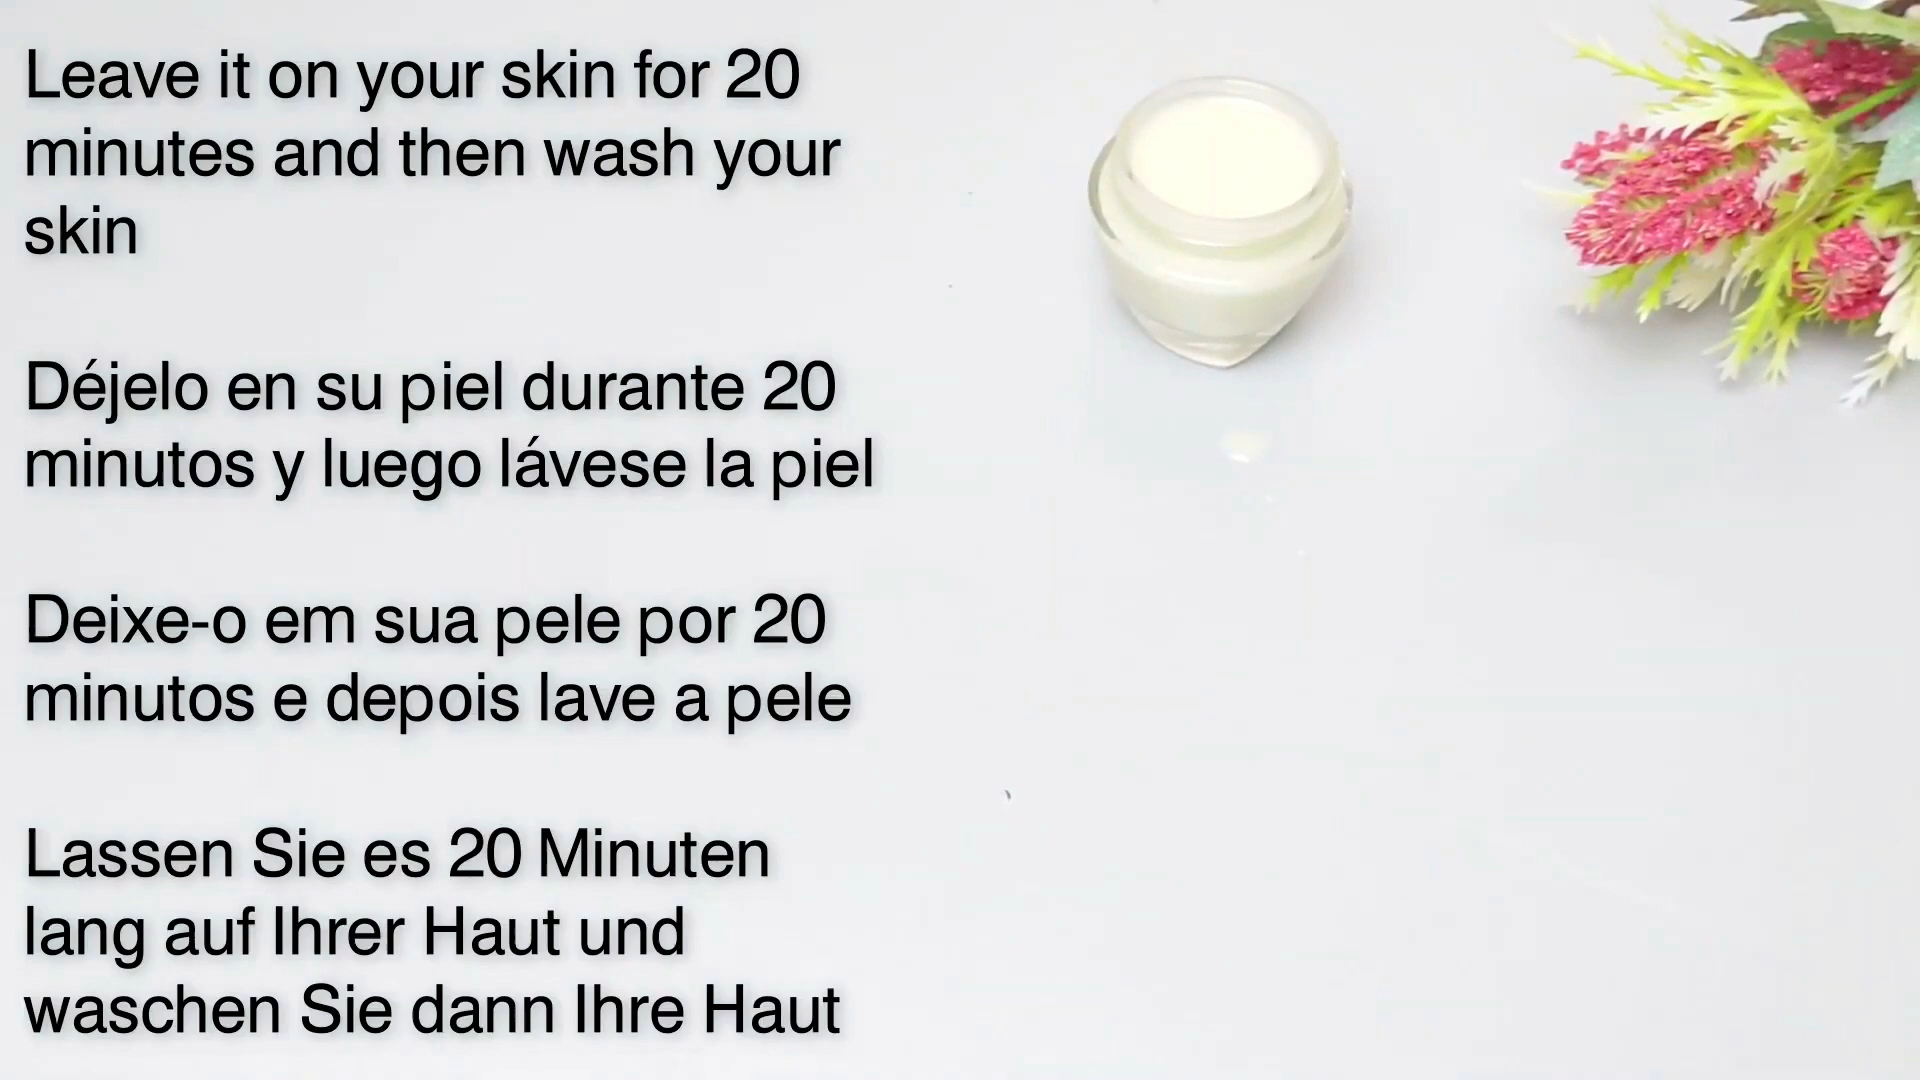 Leave it on your skin for 20
minutes and then wash your
skin
Déjelo en su piel durante 20
minutos y luego lávese la piel
Deixe-o em sua pele por 20
minutos e depois lave a pele
Lassen Sie es 20 Minuten
lang auf Ihrer Haut und
waschen Sie dann Ihre Haut